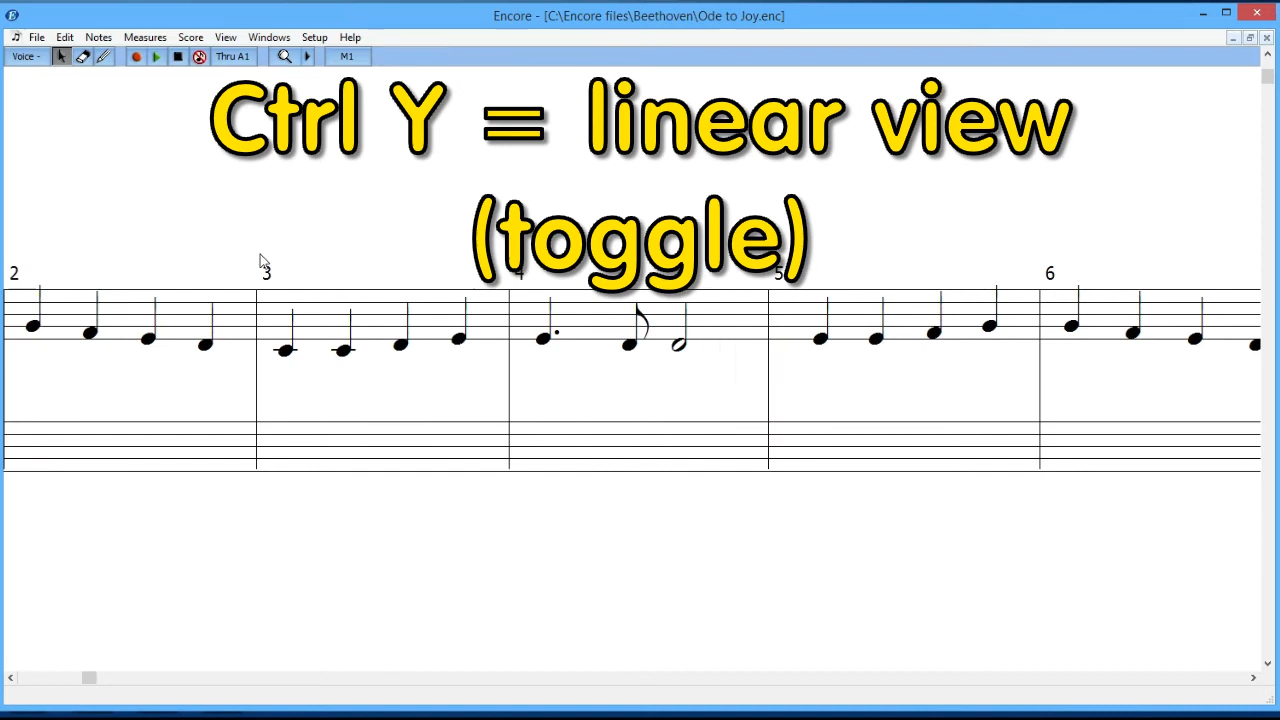 Encore - [C:\Encore files\Beethoven\Ode to Joy.enc]
File Edit Notes Measures Score View Windows Setup Help
Voice - Thru A1 M1
Ctrl Y = linear view
(toggle)
2 3 4 5 6